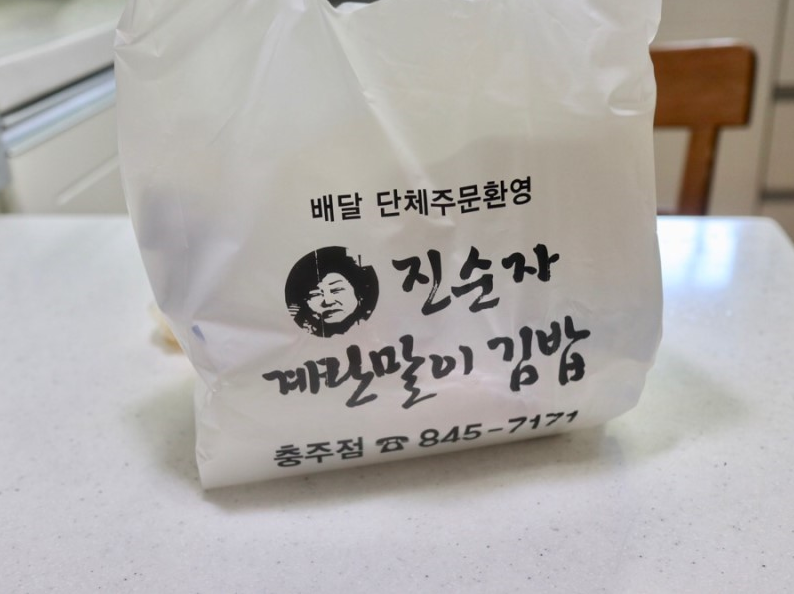 배달 단체주문환영
진순자
계란말이 김밥
충주점 ☎ 845-7171